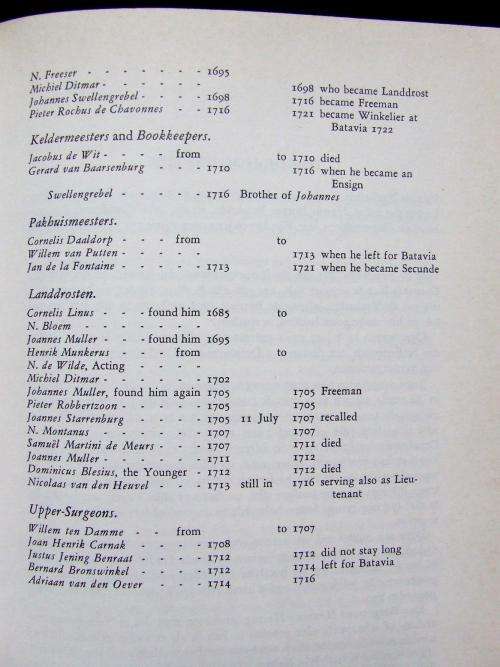 N. Freeser - - - - - - - 1695
Michiel Ditmar - - - - - - 1698 who became Landdrost
Johannes Swellengrebel - - - 1698 1716 became Freeman
Pieter Rochus de Chavonnes - - 1716 1721 became Winkelier at
Batavia 1722
Keldermeesters and Bookkeepers.
Jacobus de Wit - - - - from to 1710 died
Gerard van Baarsenburg - - - 1710 1716 when he became an
Ensign
Swellengrebel - - - - - 1716 Brother of Johannes
Pakhuismeesters.
Cornelis Daaldorp - - - from to
Willem van Putten - - - - - 1713 when he left for Batavia
Jan de la Fontaine - - - - - 1713 1721 when he became Secunde
Landdrosten.
Cornelis Linus - - - found him 1685 to
N. Bloem - - - - - - -
Joannes Muller - - - found him 1695
Henrik Munkerus - - - from to
N. de Wilde, Acting - - - -
Michiel Ditmar - - - - - - 1702
Johannes Muller, found him again 1705 1705 Freeman
Pieter Robbertzoon - - - - - 1705 1705
Joannes Starrenburg - - - - 1705 11 July 1707 recalled
N. Montanus - - - - - - 1707 1707
Samuël Martini de Meurs - - - 1707 1711 died
Joannes Muller - - - - - - 1711 1712
Dominicus Blesius, the Younger - 1712 1712 died
Nicolaas van den Heuvel - - - 1713 still in 1716 serving also as Lieu-
tenant
Upper-Surgeons.
Willem ten Damme - - from to 1707
Joan Henrik Carnak - - - - 1708
Justus Jening Benraat - - - - 1712 1712 did not stay long
Bernard Bronswinkel - - - - 1712 1714 left for Batavia
Adriaan van den Oever - - - 1714 1716